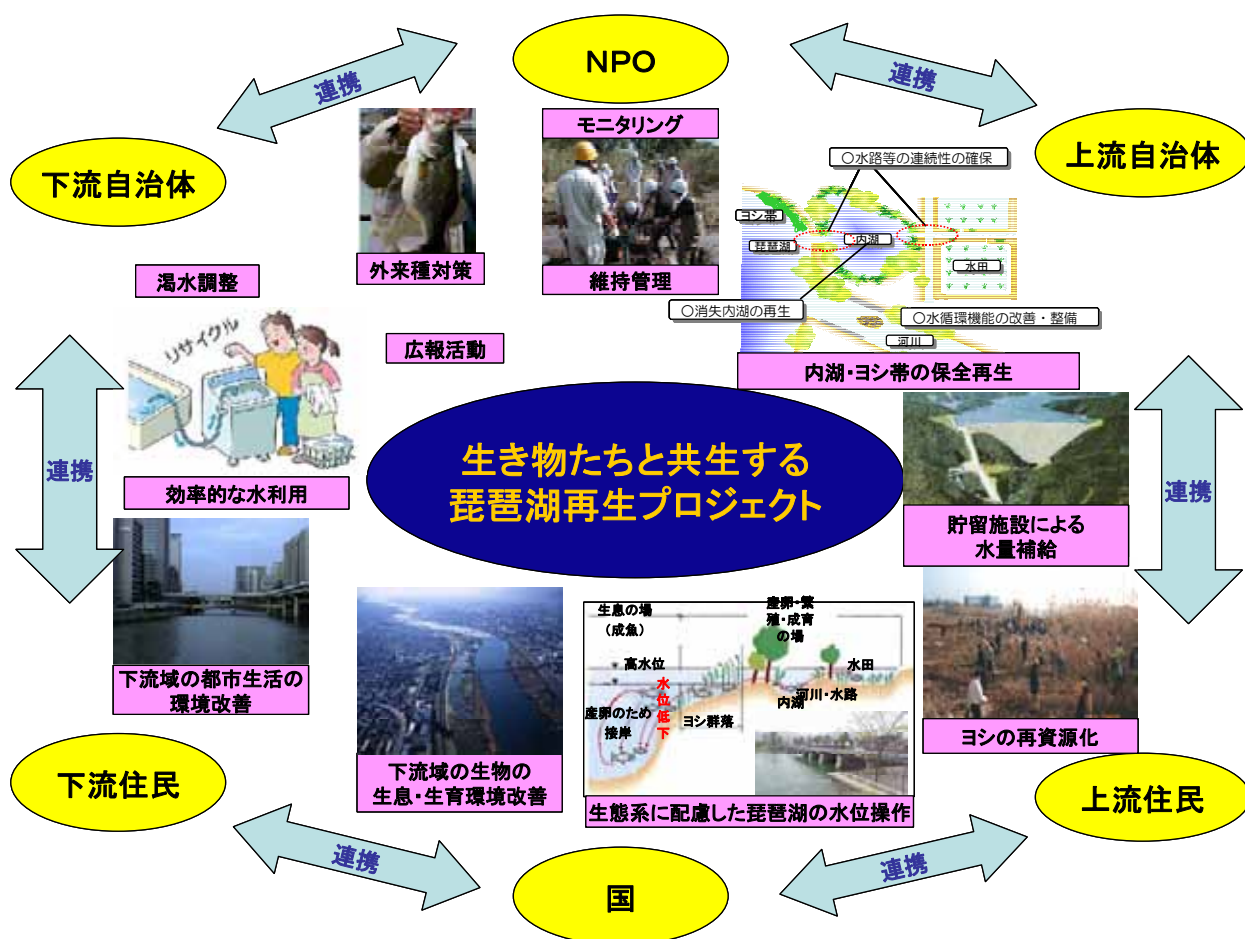 NPO
連携
連携
下流自治体
上流自治体
モニタリング
外来種対策
維持管理
○水路等の連続性の確保
ヨシ帯
琵琶湖
内湖
水田
○消失内湖の再生
○水循環機能の改善・整備
河川
内湖・ヨシ帯の保全再生
渇水調整
リサイクル
広報活動
効率的な水利用
連携
連携
生き物たちと共生する
琵琶湖再生プロジェクト
貯留施設による
水量補給
下流域の都市生活の
環境改善
下流域の生物の
生息・生育環境改善
生息の場
（成魚）
産卵・繁
殖・成育
の場
高水位
水田
水位低下
河川・水路
内湖
産卵のため
接岸
ヨシ群落
生態系に配慮した琵琶湖の水位操作
ヨシの再資源化
下流住民
上流住民
連携
連携
国